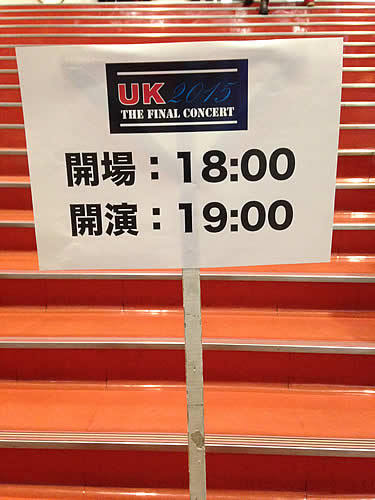 UK 2015
THE FINAL CONCERT
開場：18:00
開演：19:00